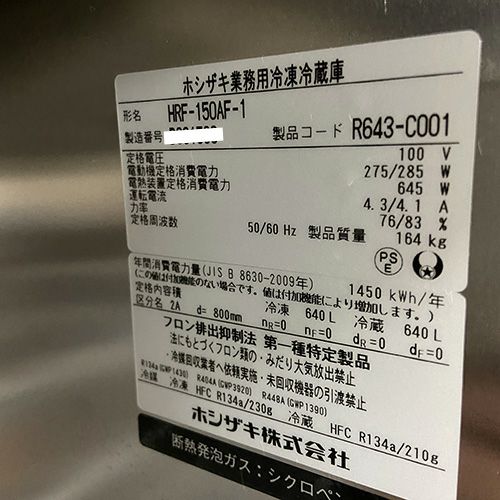 ホシザキ業務用冷凍冷蔵庫
形名 HRF-150AF-1
製造番号
製品コード R643-C001
定格電圧 100 V
電動機定格消費電力 275/285 W
電熱装置定格消費電力 645 W
運転電流 4.3/4.1 A
力率 76/83 %
定格周波数 50/60 Hz 製品質量 164 kg
PS E
年間消費電力量(JIS B 8630-2009年) 1450 kWh/年
(この値は付加機能のない場合です。値は付加機能により増加します。)
定格内容積 冷凍 640 L 冷蔵 640 L
区分名 2A d= 800mm nR=0 nF=0 dR=0 dF=0
フロン排出抑制法 第一種特定製品
法にもとづくフロン類の・みだり大気放出禁止
・冷媒回収業者へ依頼実施・未回収機器の引渡禁止
R134a(GWP1430) R404A(GWP3920) R448A(GWP1390)
冷媒 冷凍 HFC R134a/230g 冷蔵 HFC R134a/210g
ホシザキ株式会社
断熱発泡ガス:シクロペン